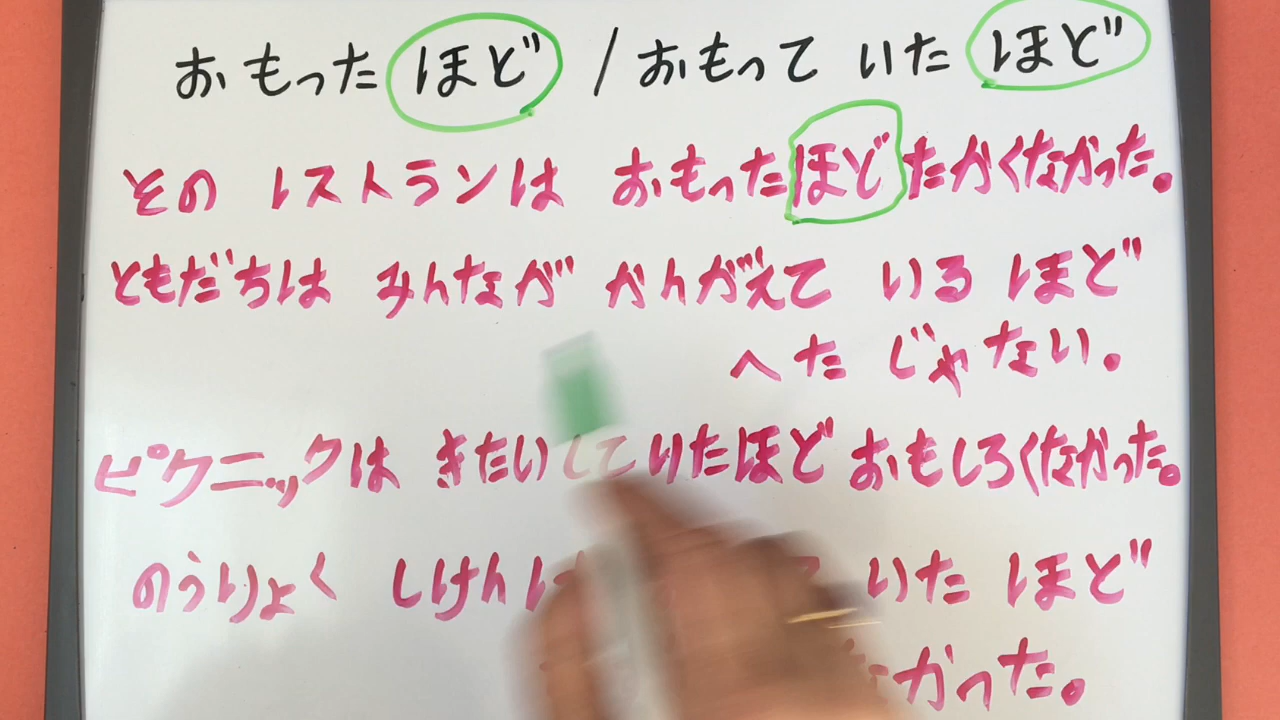 おもった ほど / おもって いた ほど
その レストランは おもったほど たかくなかった。
ともだちは みんなが かんがえて いる ほど
へた じゃ ない。
ピクニックは きたいして いたほど おもしろくなかった。
のうりょく しけんは いた ほど
なかった。